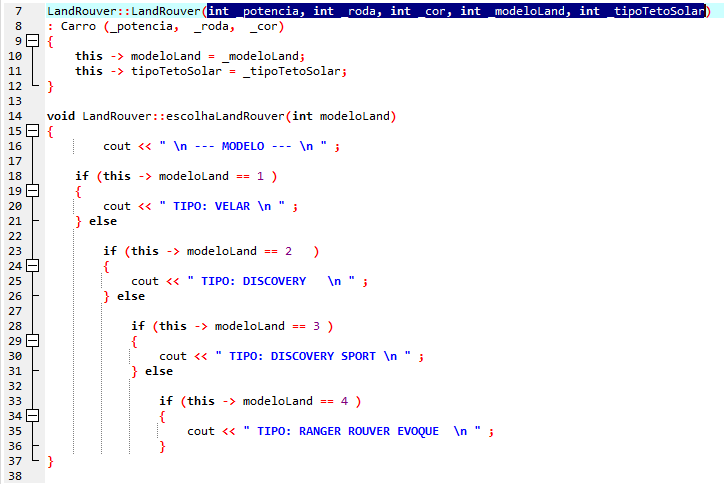 7 LandRouver::LandRouver(int _potencia, int _roda, int _cor, int _modeloLand, int _tipoTetoSolar)
8 : Carro (_potencia, _roda, _cor)
9 {
10 this -> modeloLand = _modeloLand;
11 this -> tipoTetoSolar = _tipoTetoSolar;
12 }
13
14 void LandRouver::escolhaLandRouver(int modeloLand)
15 {
16 cout << " \n --- MODELO --- \n " ;
17
18 if (this -> modeloLand == 1 )
19 {
20 cout << " TIPO: VELAR \n " ;
21 } else
22
23 if (this -> modeloLand == 2 )
24 {
25 cout << " TIPO: DISCOVERY \n " ;
26 } else
27
28 if (this -> modeloLand == 3 )
29 {
30 cout << " TIPO: DISCOVERY SPORT \n " ;
31 } else
32
33 if (this -> modeloLand == 4 )
34 {
35 cout << " TIPO: RANGER ROUVER EVOQUE \n " ;
36 }
37 }
38